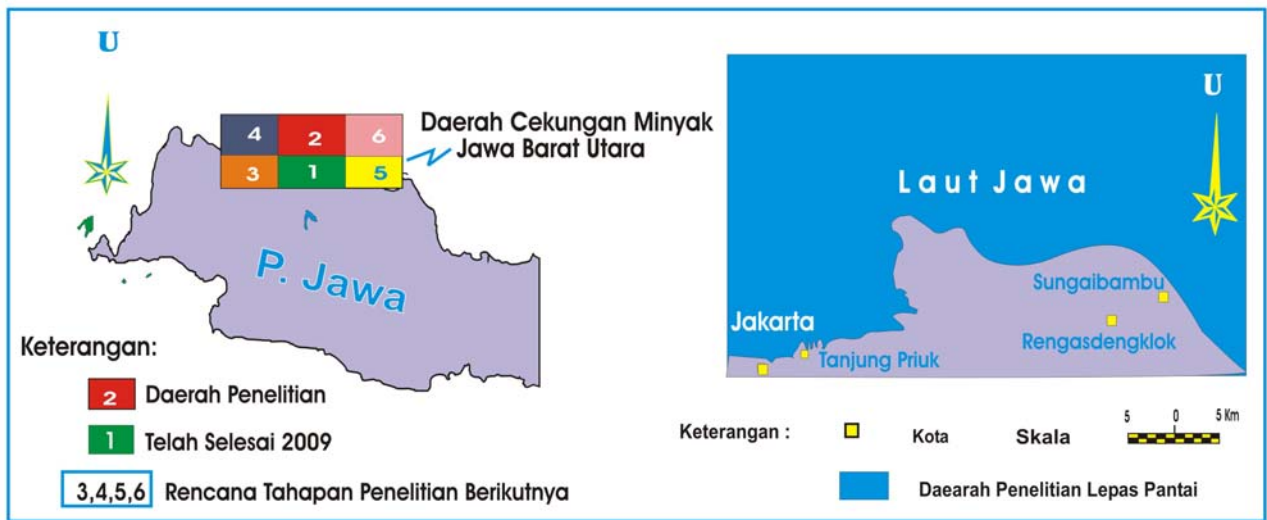 U
4 2 6
3 1 5
Daerah Cekungan Minyak
Jawa Barat Utara
P. Jawa
Keterangan:
2 Daerah Penelitian
1 Telah Selesai 2009
3,4,5,6 Rencana Tahapan Penelitian Berikutnya
U
Laut Jawa
Sungaibambu
Jakarta
Rengasdengklok
Tanjung Priuk
Keterangan :
Kota
Skala
5 0 5 Km
Daearah Penelitian Lepas Pantai